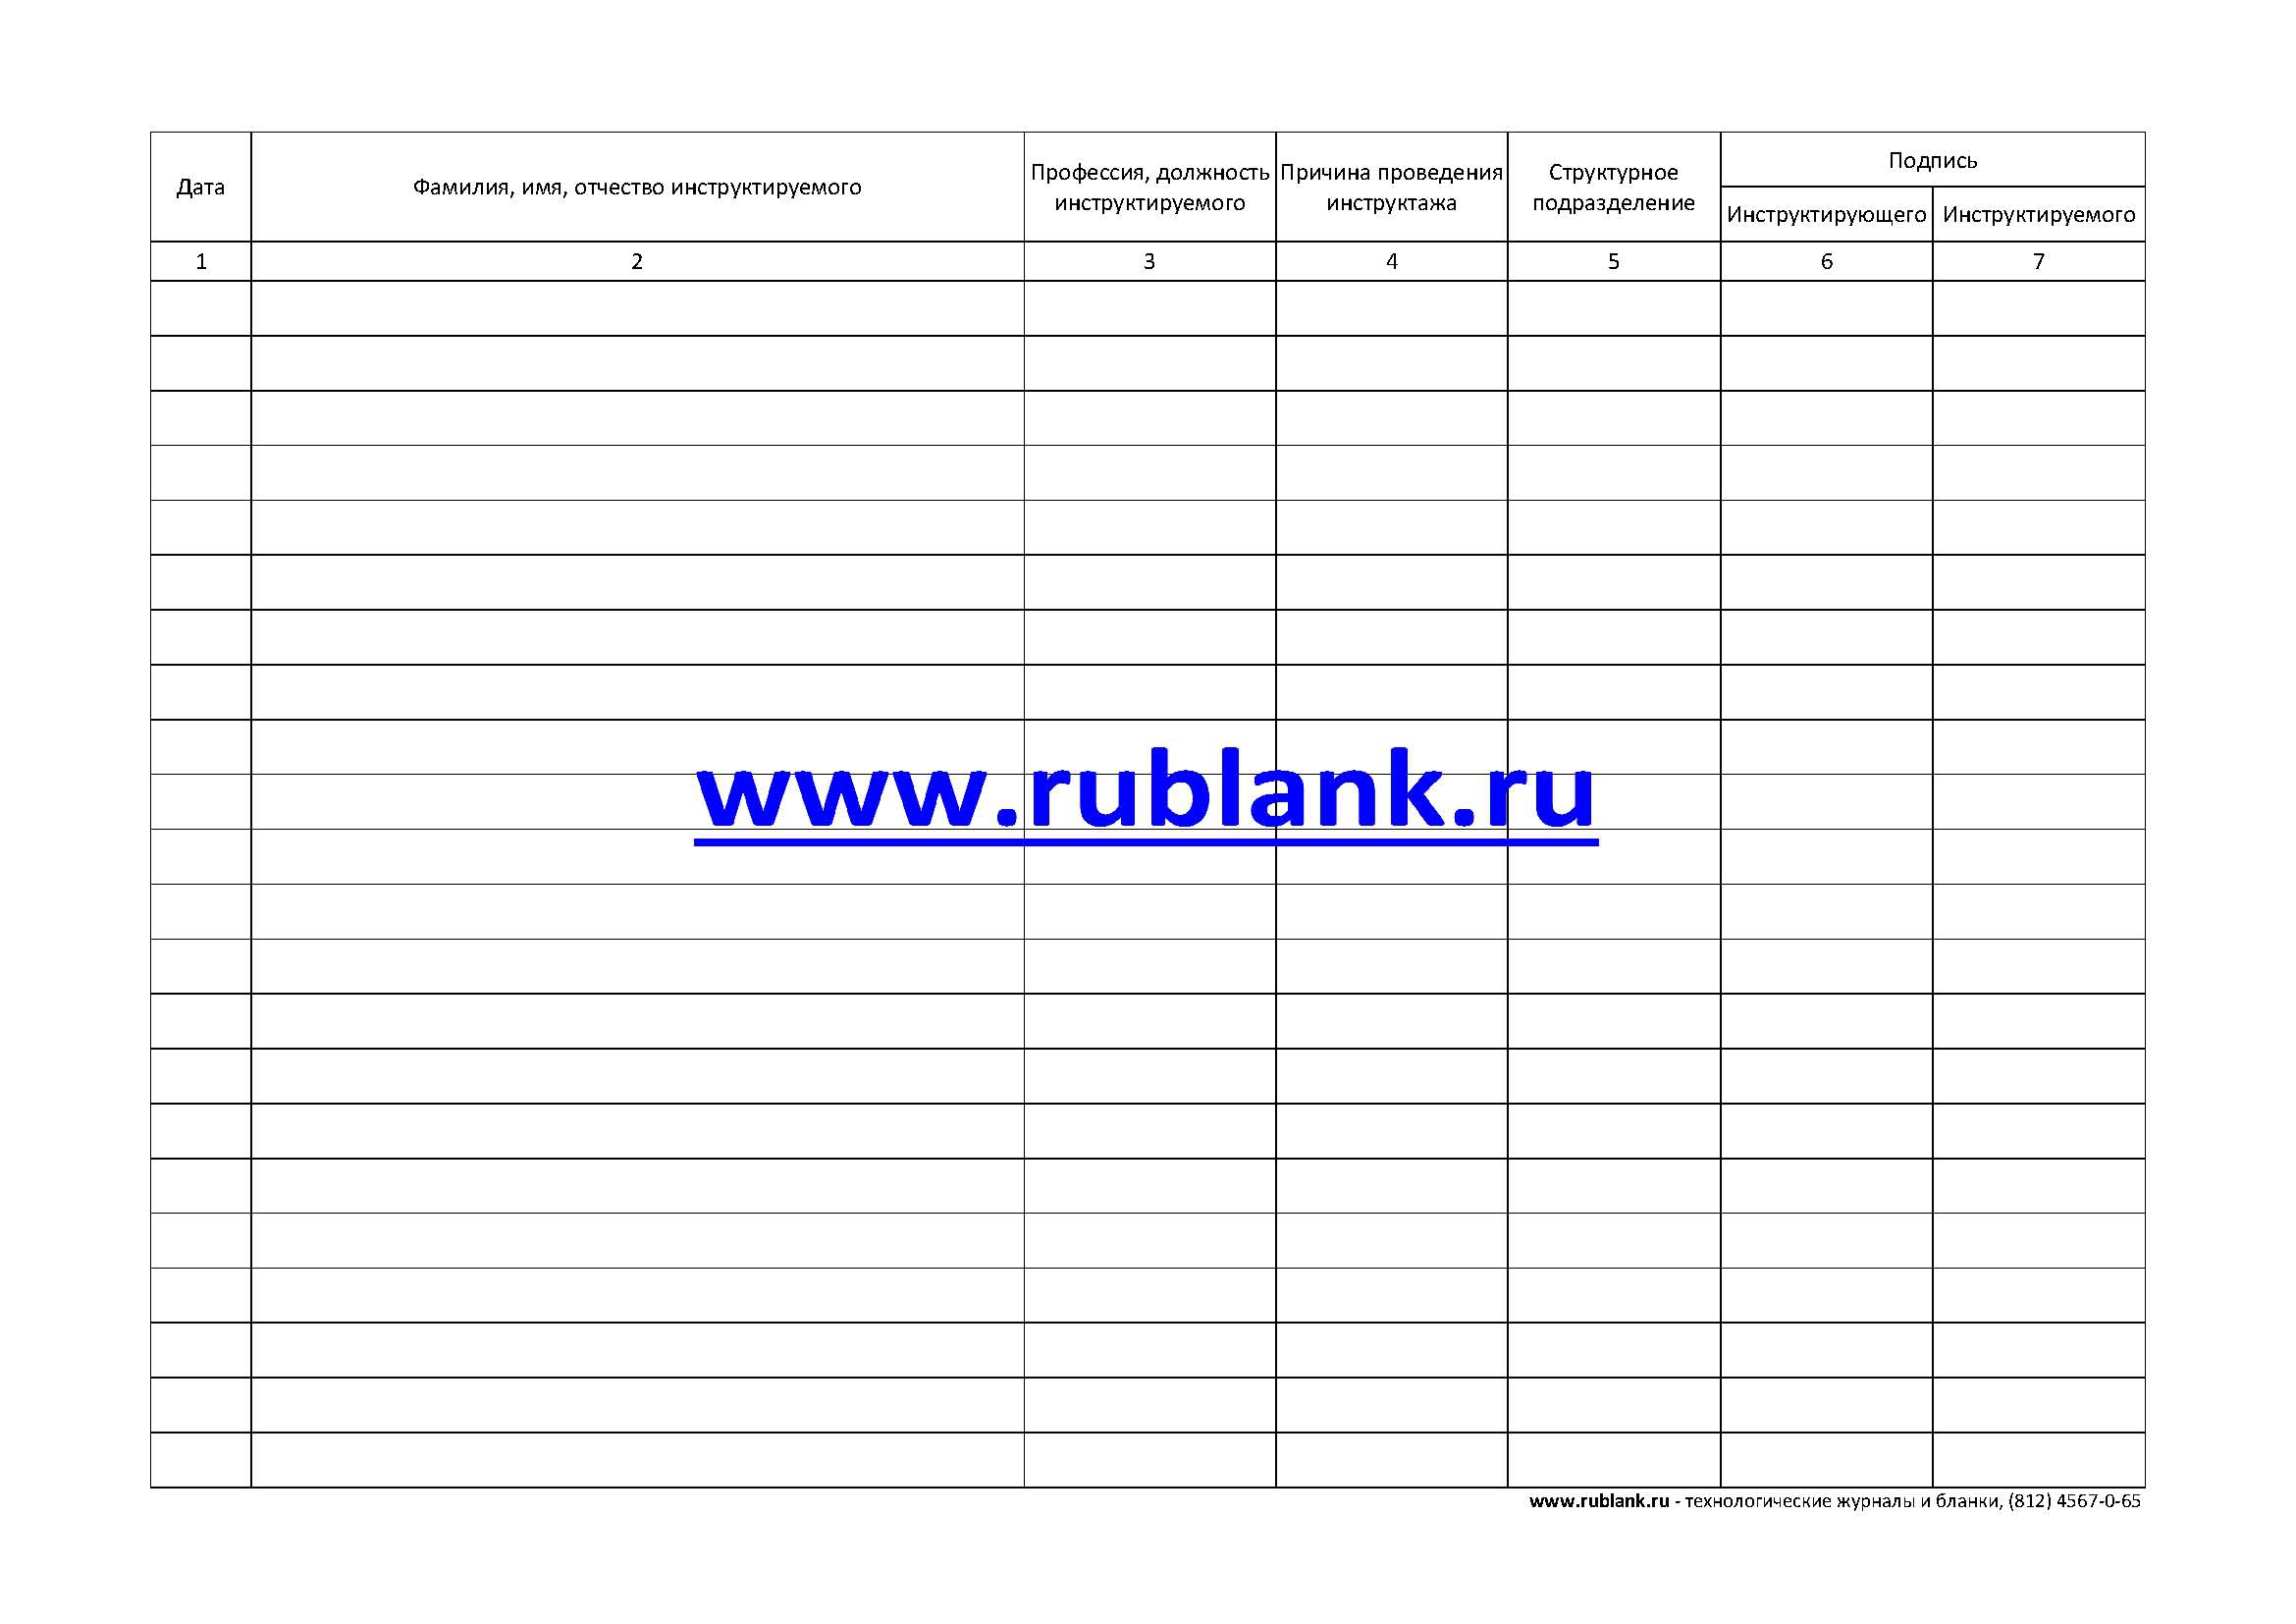 Дата
Фамилия, имя, отчество инструктируемого
Профессия, должность
инструктируемого
Причина проведения
инструктажа
Структурное
подразделение
Подпись
Инструктирующего
Инструктируемого
1 2 3 4 5 6 7
www.rublank.ru
www.rublank.ru - технологические журналы и бланки, (812) 4567-0-65